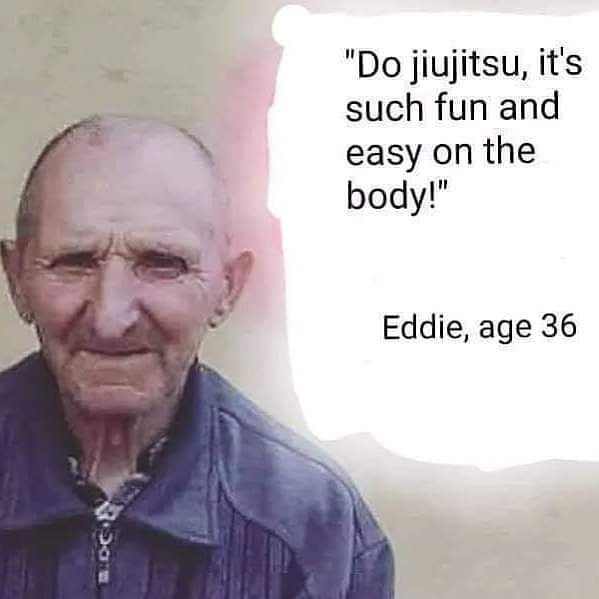 "Do jiujitsu, it's
such fun and
easy on the
body!"
Eddie, age 36